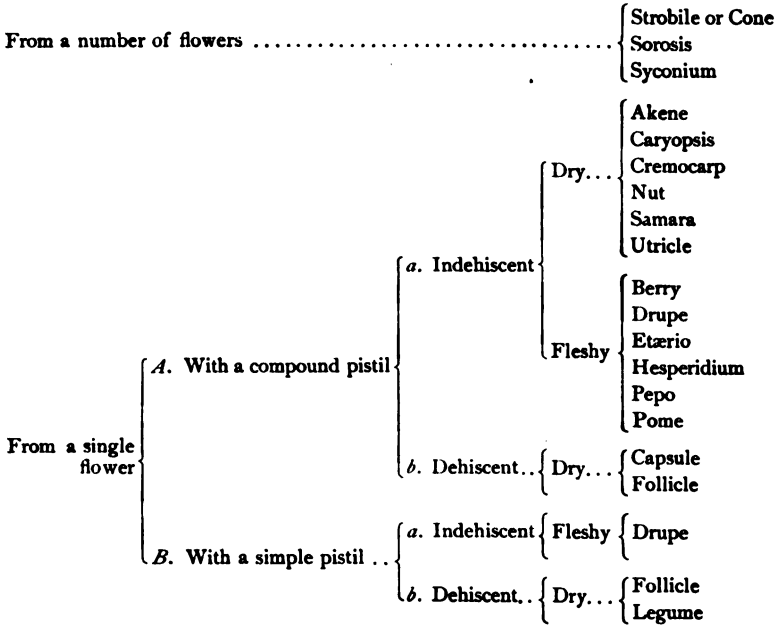 Strobile or Cone
From a number of flowers ....................................
Sorosis
Syconium
Akene
Caryopsis
Dry...
Cremocarp
Nut
Samara
Utricle
a. Indehiscent
Berry
Drupe
Etærio
Fleshy
Hesperidium
Pepo
Pome
A. With a compound pistil
From a single
flower
b. Dehiscent..
Dry...
Capsule
Follicle
B. With a simple pistil ..
a. Indehiscent
Fleshy
Drupe
b. Dehiscent..
Dry...
Follicle
Legume